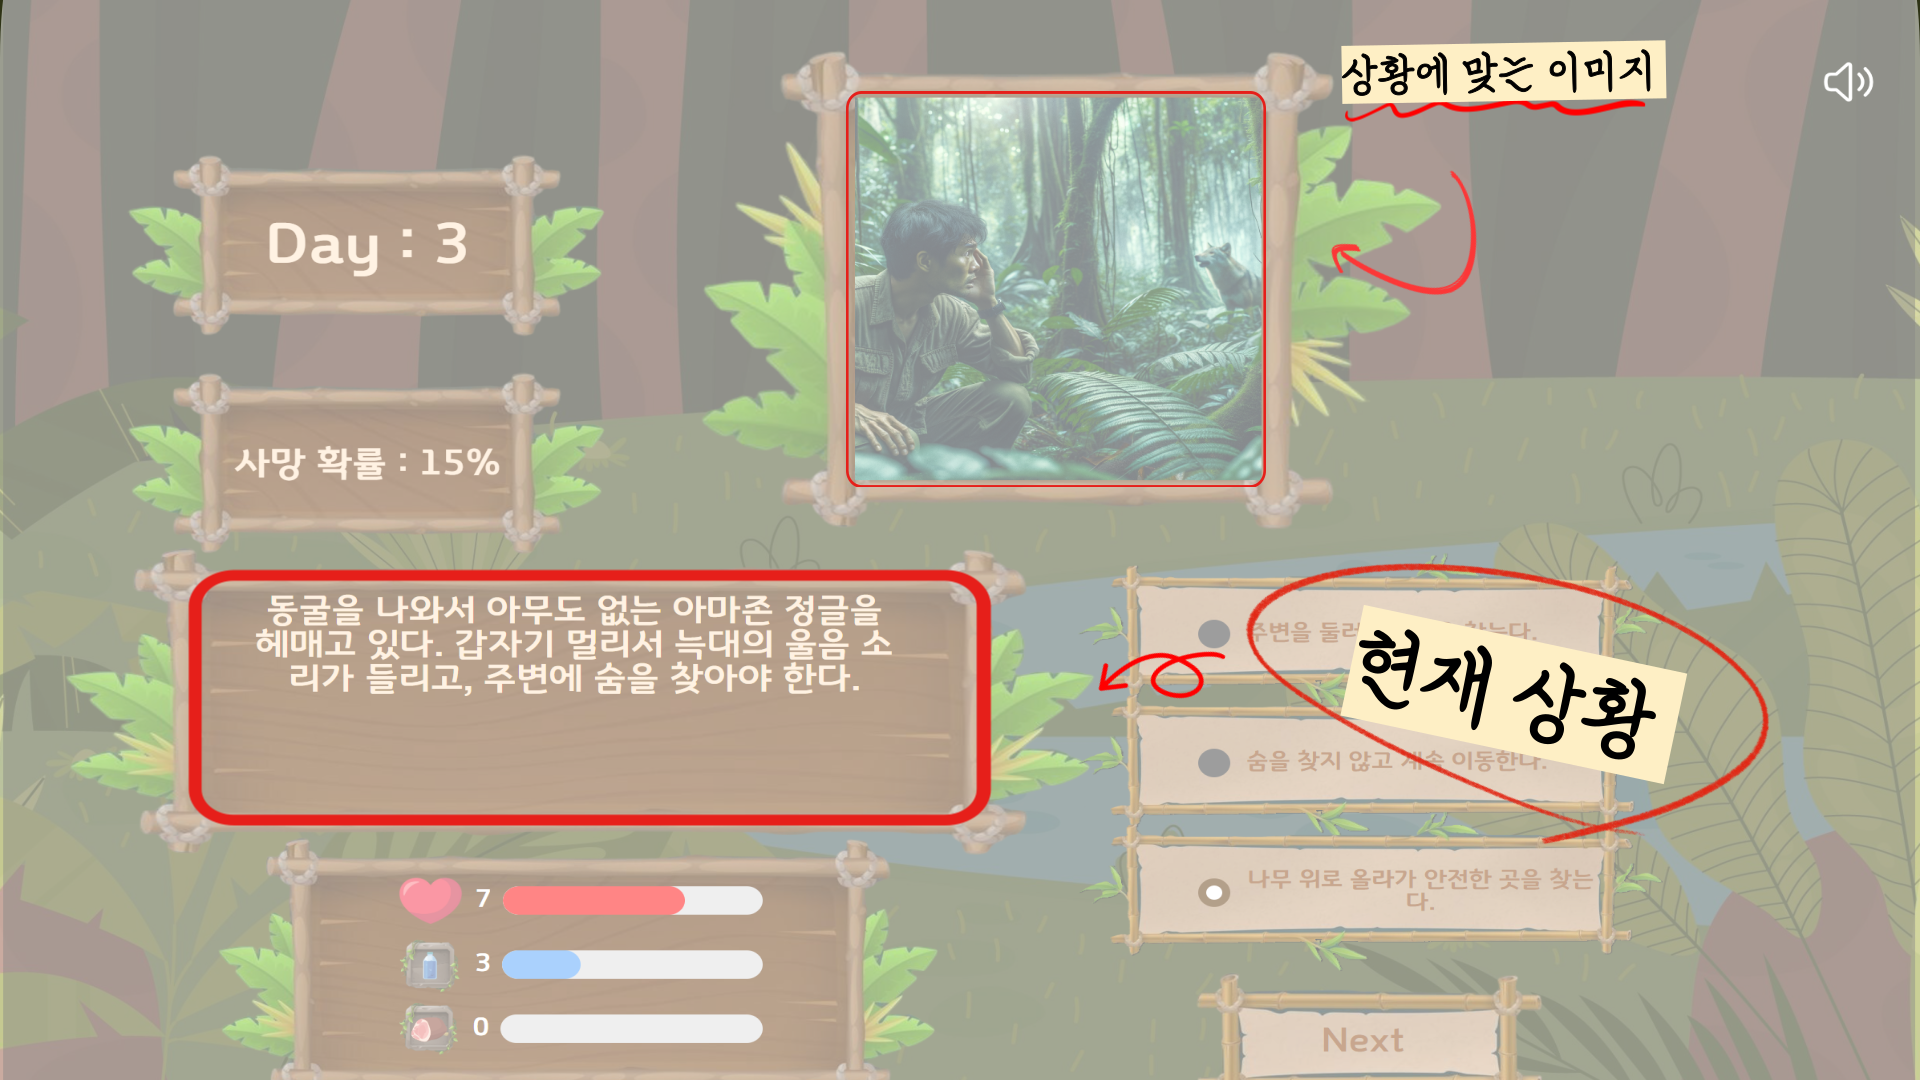 상황에 맞는 이미지
Day : 3
사망 확률 : 15%
동굴을 나와서 아무도 없는 아마존 정글을
헤매고 있다. 갑자기 멀리서 늑대의 울음 소
리가 들리고, 주변에 숨을 찾아야 한다.
주변을 둘러
찾는다.
현재 상황
숨을 찾지 않고 계속 이동한다.
나무 위로 올라가 안전한 곳을 찾는
다.
7
3
0
Next